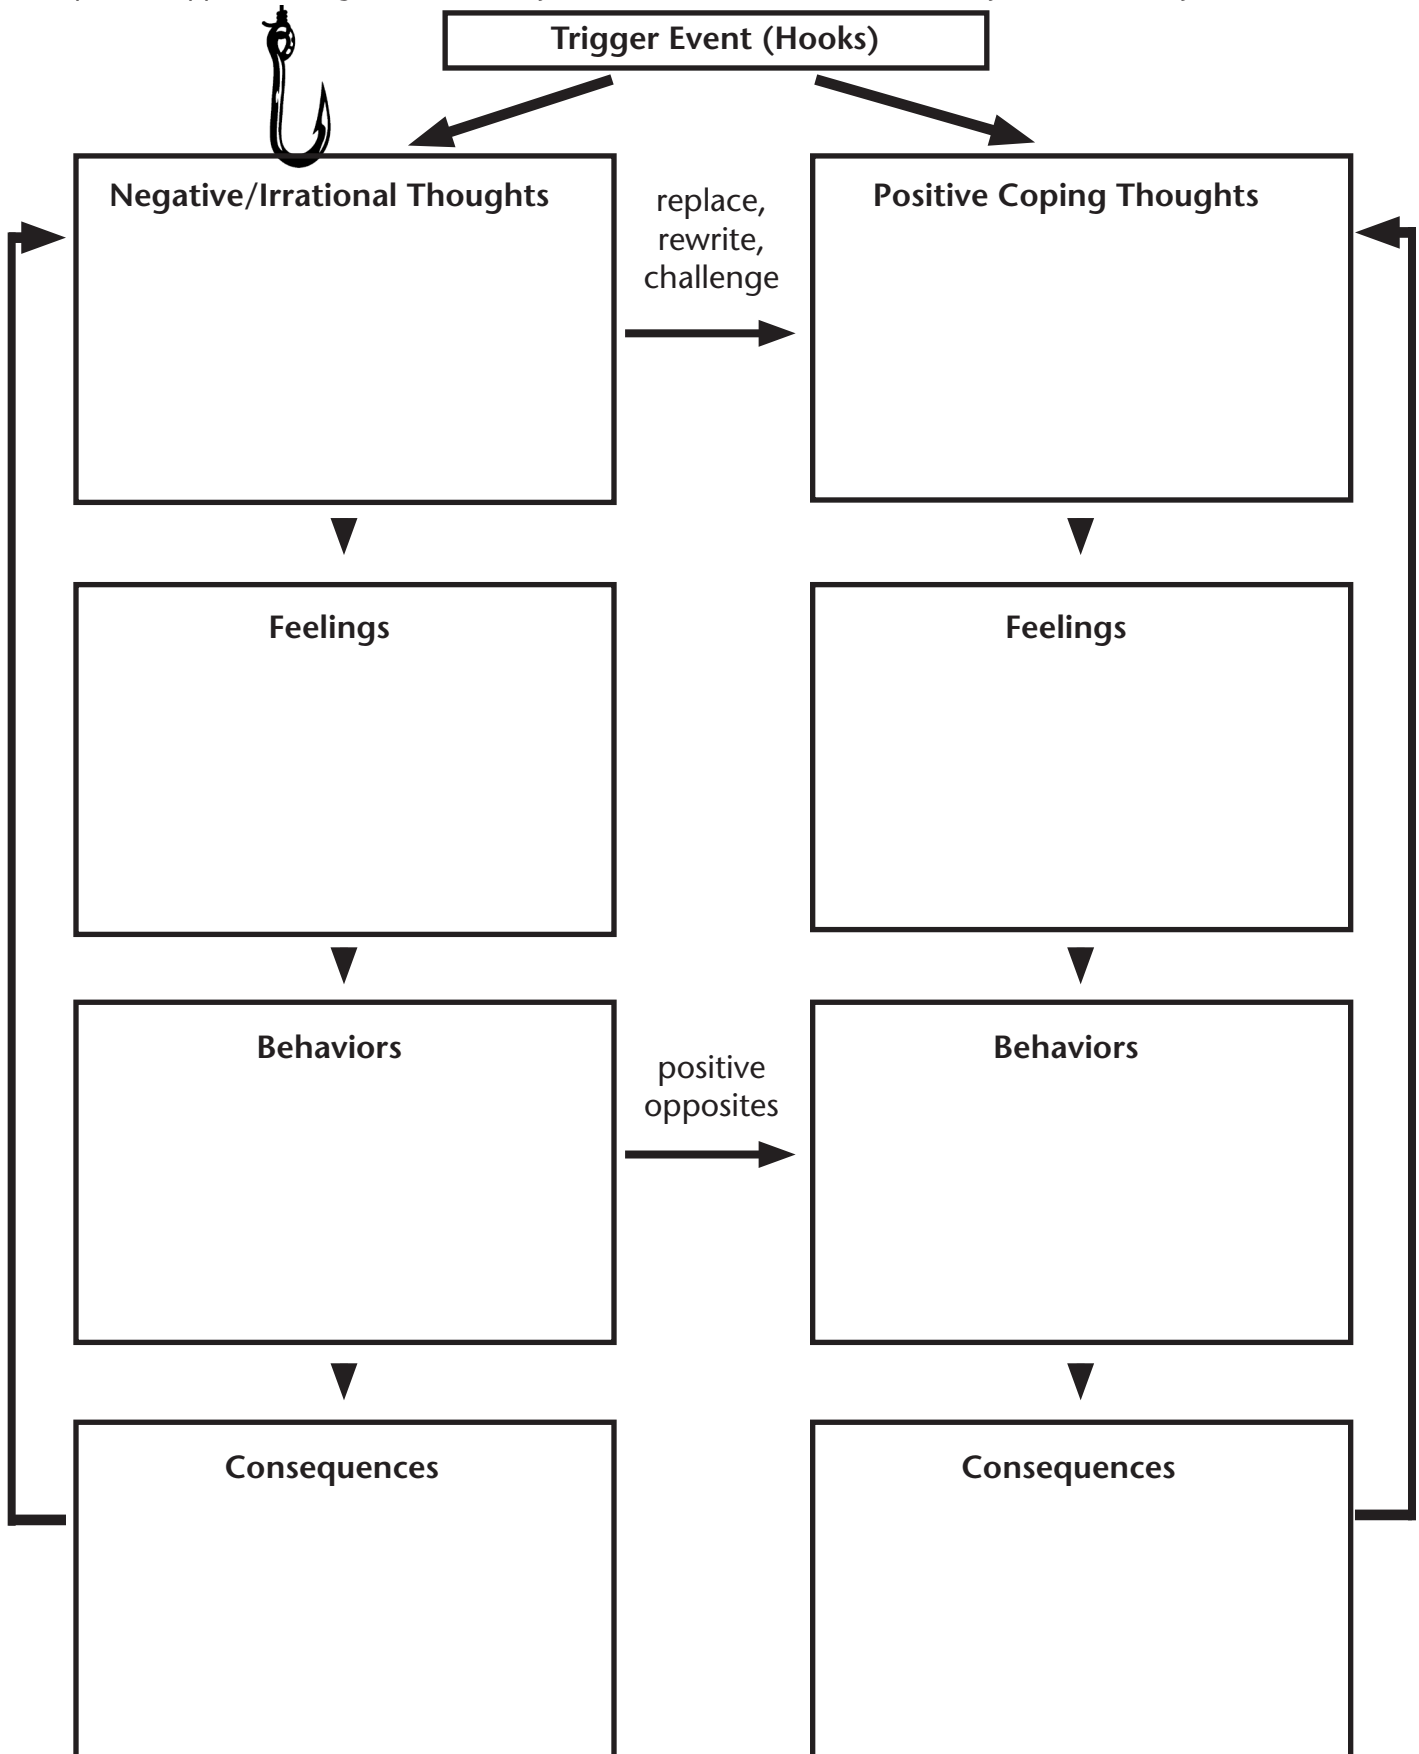 Trigger Event (Hooks)
Negative/Irrational Thoughts
replace,
rewrite,
challenge
Positive Coping Thoughts
Feelings
Feelings
Behaviors
positive
opposites
Behaviors
Consequences
Consequences